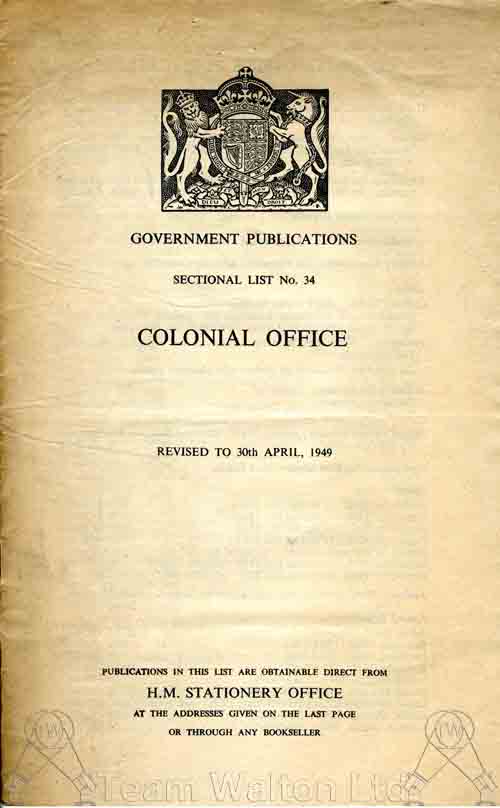 DIEU DROIT
GOVERNMENT PUBLICATIONS
SECTIONAL LIST No. 34
COLONIAL OFFICE
REVISED TO 30th APRIL, 1949
PUBLICATIONS IN THIS LIST ARE OBTAINABLE DIRECT FROM
H.M. STATIONERY OFFICE
AT THE ADDRESSES GIVEN ON THE LAST PAGE
OR THROUGH ANY BOOKSELLER
TW TW
Team Walton Ltd